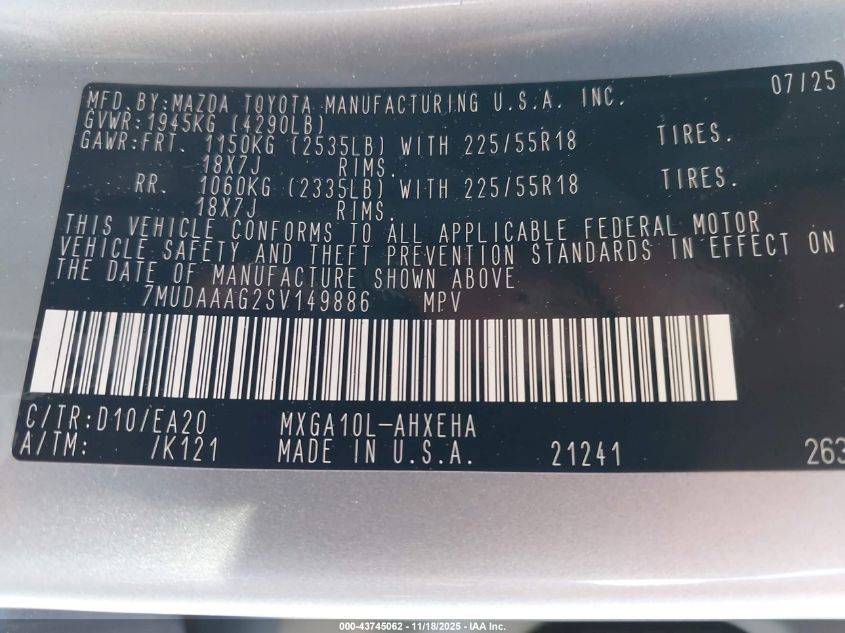 MFD. BY: MAZDA TOYOTA MANUFACTURING U.S.A. INC. 07/25
GVWR: 1945KG (4290LB)
GAWR: FRT. 1150KG (2535LB) WITH 225/55R18 TIRES.
18X7J RIMS.
RR. 1060KG (2335LB) WITH 225/55R18 TIRES.
18X7J RIMS.
THIS VEHICLE CONFORMS TO ALL APPLICABLE FEDERAL MOTOR
VEHICLE SAFETY AND THEFT PREVENTION STANDARDS IN EFFECT ON
THE DATE OF MANUFACTURE SHOWN ABOVE
7MUDAAAG2SV149886 MPV
C/TR: D10/EA20 MXGA10L-AHXEHA
A/TM: /K121 MADE IN U.S.A. 21241 263
000-43745062 - 11/18/2025 - IAA Inc.